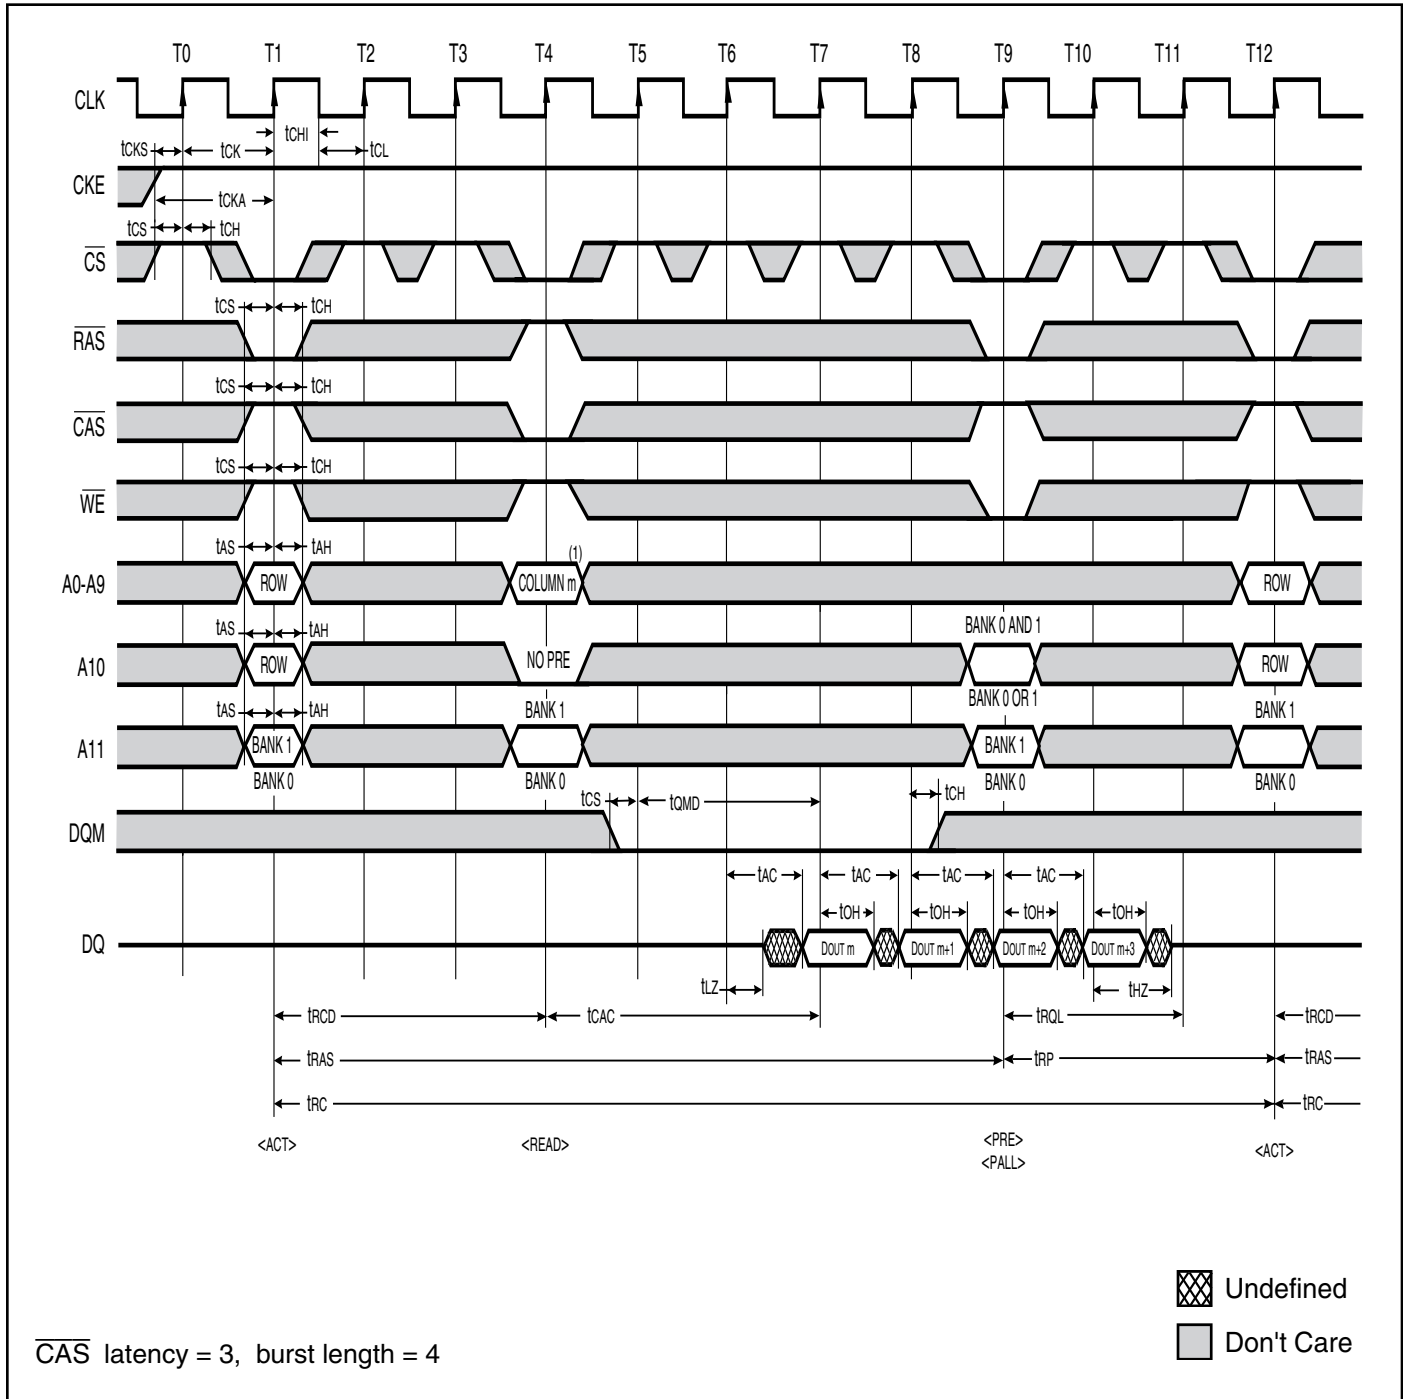 T0 T1 T2 T3 T4 T5 T6 T7 T8 T9 T10 T11 T12
CLK
tCHI
tCKS tCK tCL
CKE
tCKA
tCS tCH
CS
tCS tCH
RAS
tCS tCH
CAS
tCS tCH
WE
tAS tAH (1)
A0-A9 ROW COLUMN m ROW
tAS tAH BANK 0 AND 1
A10 ROW NO PRE ROW
BANK 0 OR 1
tAS tAH BANK 1 BANK 1
A11 BANK 1 BANK 1
BANK 0 BANK 0 BANK 0 BANK 0
tCS tQMD tCH
DQM
tAC tAC tAC tAC
tOH tOH tOH tOH
DQ DOUT m DOUT m+1 DOUT m+2 DOUT m+3
tLZ tHZ
tRCD tCAC tRQL tRCD
tRAS tRP tRAS
tRC tRC
<ACT> <READ> <PRE> <ACT>
<PALL>
Undefined
Don't Care
CAS latency = 3, burst length = 4